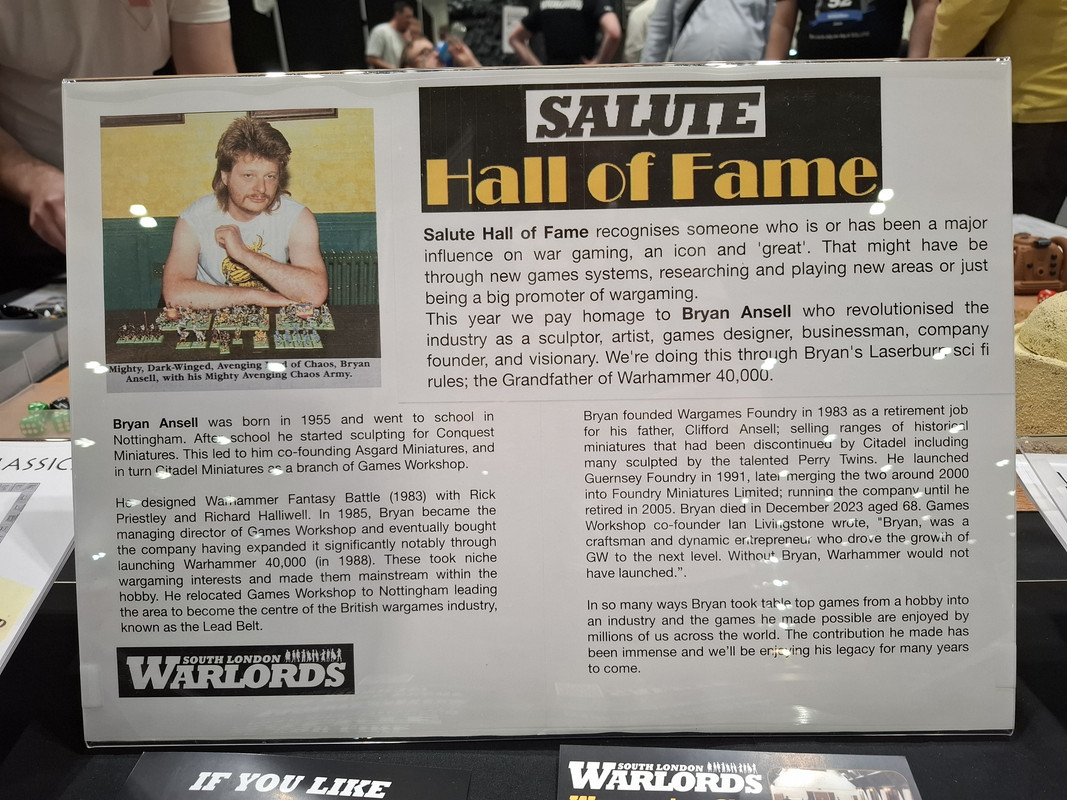 SALUTE
Hall of Fame
Salute Hall of Fame recognises someone who is or has been a major
influence on war gaming, an icon and 'great'. That might have be
through new games systems, researching and playing new areas or just
being a big promoter of wargaming.
This year we pay homage to Bryan Ansell who revolutionised the
industry as a sculptor, artist, games designer, businessman, company
founder, and visionary. We're doing this through Bryan's Laserburn sci fi
rules; the Grandfather of Warhammer 40,000.
Mighty, Dark-Winged, Avenging of Chaos, Bryan
Ansell, with his Mighty Avenging Chaos Army.
Bryan Ansell was born in 1955 and went to school in
Nottingham. After school he started sculpting for Conquest
Miniatures. This led to him co-founding Asgard Miniatures, and
in turn Citadel Miniatures as a branch of Games Workshop.
He designed Warhammer Fantasy Battle (1983) with Rick
Priestley and Richard Halliwell. In 1985, Bryan became the
managing director of Games Workshop and eventually bought
the company having expanded it significantly notably through
launching Warhammer 40,000 (in 1988). These took niche
wargaming interests and made them mainstream within the
hobby. He relocated Games Workshop to Nottingham leading
the area to become the centre of the British wargames industry,
known as the Lead Belt.
SOUTH LONDON
WARLORDS
Bryan founded Wargames Foundry in 1983 as a retirement job
for his father, Clifford Ansell; selling ranges of historical
miniatures that had been discontinued by Citadel including
many sculpted by the talented Perry Twins. He launched
Guernsey Foundry in 1991, later merging the two around 2000
into Foundry Miniatures Limited; running the company until he
retired in 2005. Bryan died in December 2023 aged 68. Games
Workshop co-founder Ian Livingstone wrote, "Bryan, was a
craftsman and dynamic entrepreneur who drove the growth of
GW to the next level. Without Bryan, Warhammer would not
have launched.".
In so many ways Bryan took table top games from a hobby into
an industry and the games he made possible are enjoyed by
millions of us across the world. The contribution he made has
been immense and we'll be enjoying his legacy for many years
to come.
IF YOU LIKE
SOUTH LONDON
WARLORDS